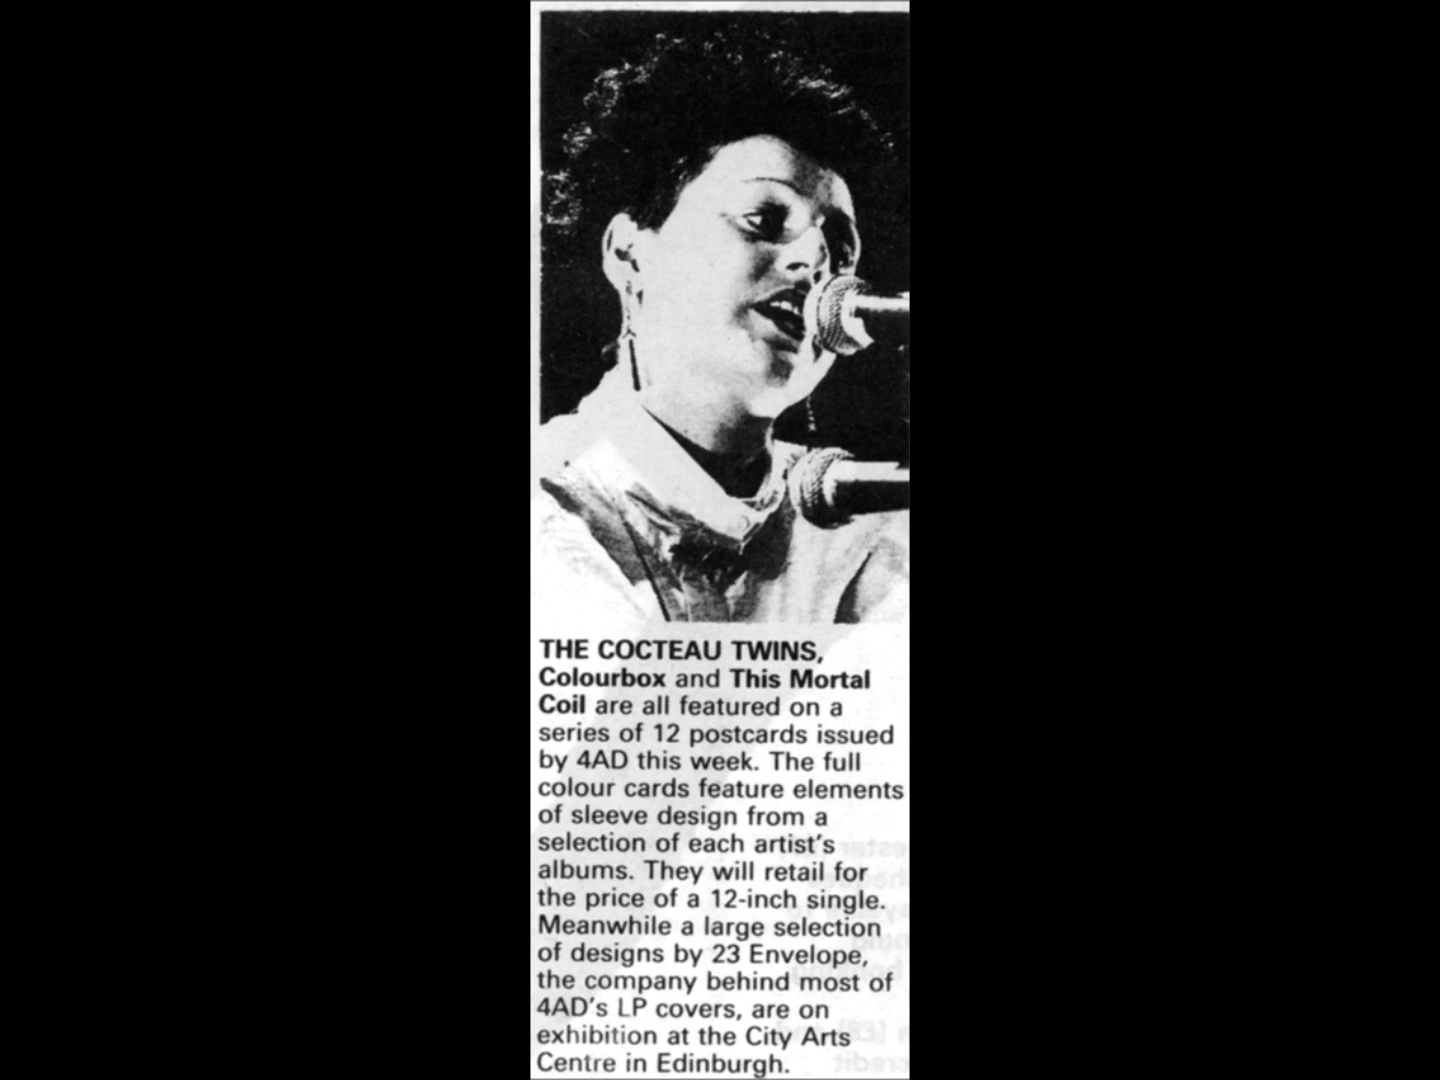 THE COCTEAU TWINS,
Colourbox and This Mortal
Coil are all featured on a
series of 12 postcards issued
by 4AD this week. The full
colour cards feature elements
of sleeve design from a
selection of each artist's
albums. They will retail for
the price of a 12-inch single.
Meanwhile a large selection
of designs by 23 Envelope,
the company behind most of
4AD's LP covers, are on
exhibition at the City Arts
Centre in Edinburgh.